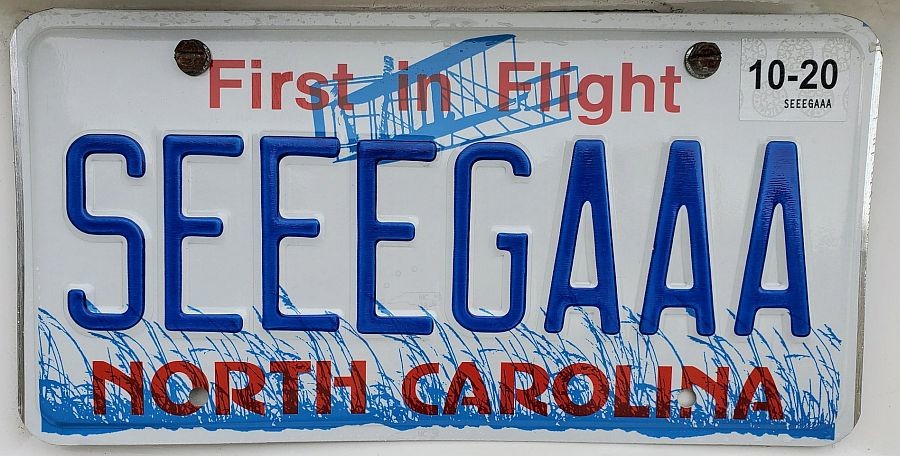 First in Flight
10-20
SEEEGAAA
SEEEGAAA
NORTH CAROLINA